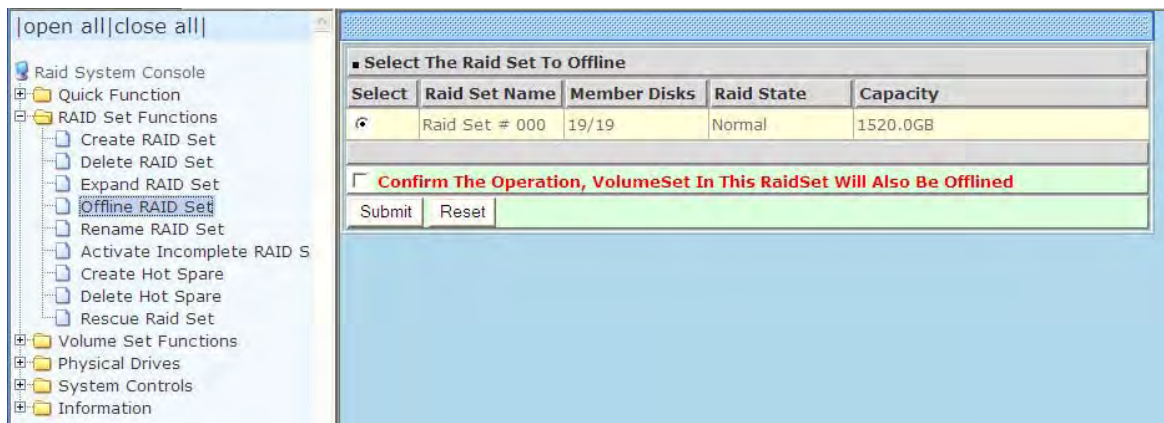 |open all|close all|
Raid System Console
Quick Function
RAID Set Functions
Create RAID Set
Delete RAID Set
Expand RAID Set
Offline RAID Set
Rename RAID Set
Activate Incomplete RAID S
Create Hot Spare
Delete Hot Spare
Rescue Raid Set
Volume Set Functions
Physical Drives
System Controls
Information
Select The Raid Set To Offline
Select Raid Set Name Member Disks Raid State Capacity
Raid Set # 000 19/19 Normal 1520.0GB
Confirm The Operation, VolumeSet In This RaidSet Will Also Be Offlined
Submit Reset